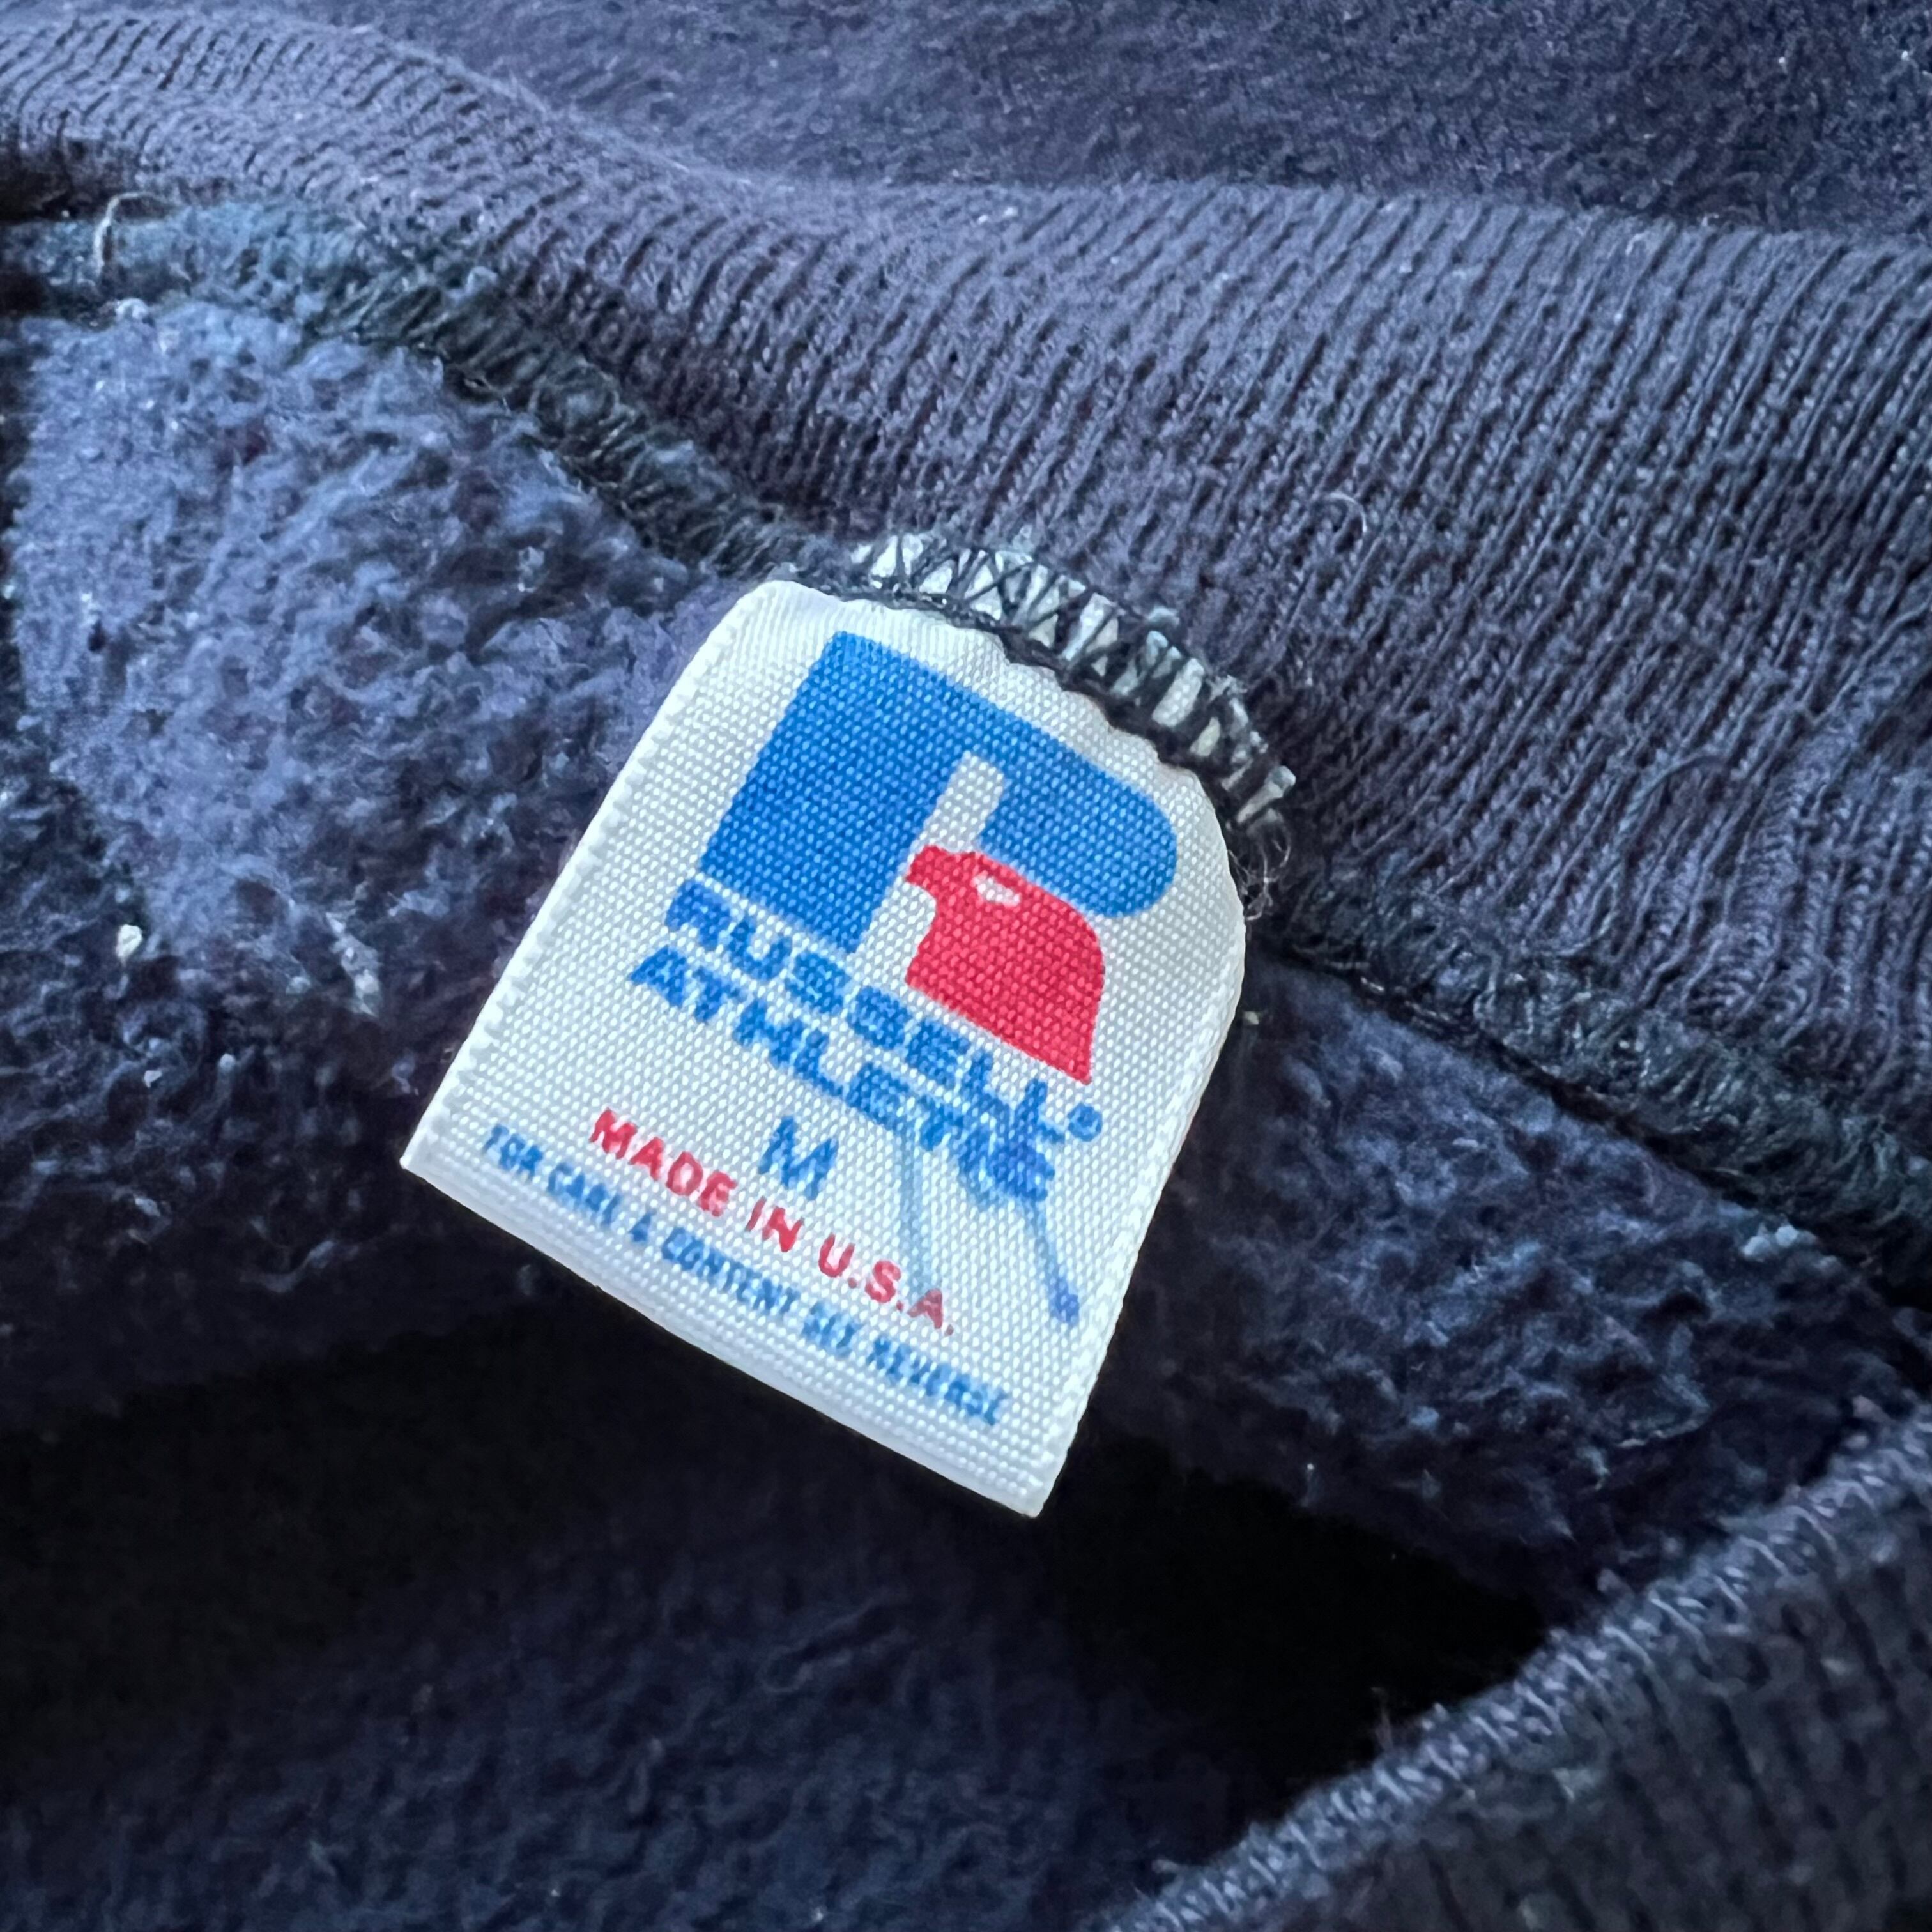 RUSSELL®
ATHLETIC
M
MADE IN U.S.A.
FOR CARE & CONTENT SEE REVERSE